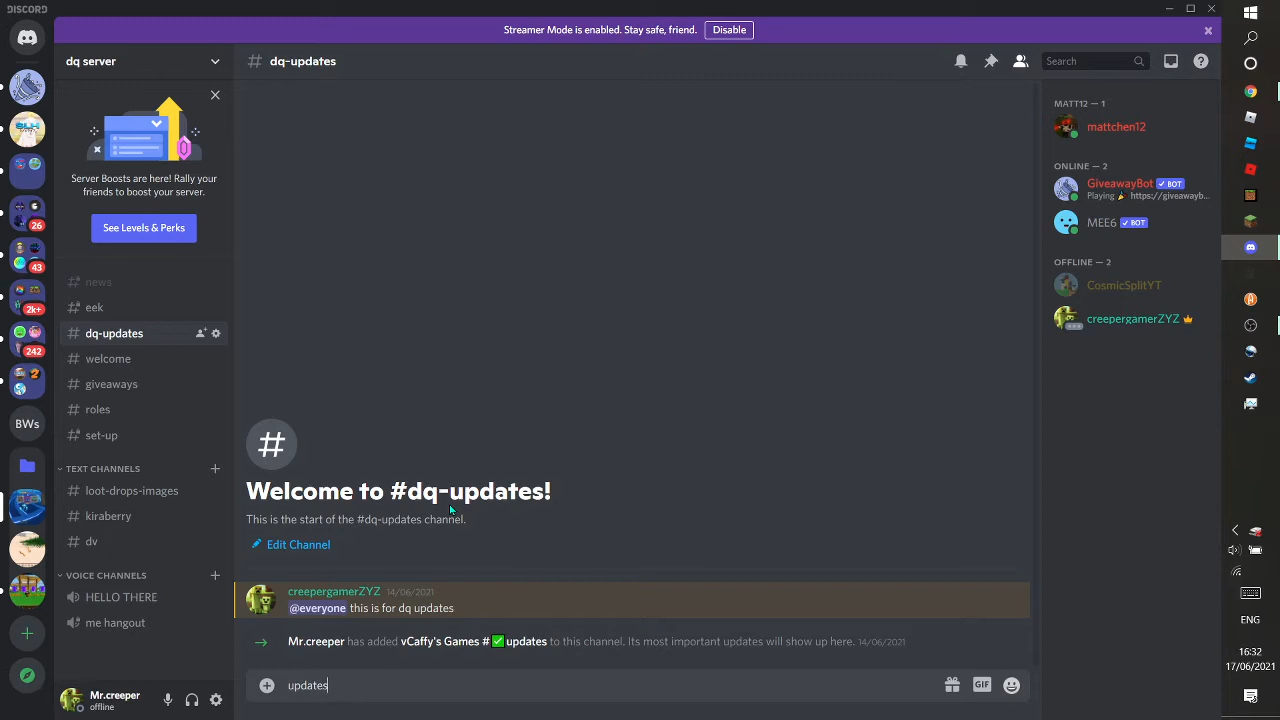 DISCORD
Streamer Mode is enabled. Stay safe, friend.
Disable
dq server
dq-updates
Search
Server Boosts are here! Rally your
friends to boost your server.
See Levels & Perks
news
eek
dq-updates
welcome
giveaways
roles
set-up
TEXT CHANNELS
loot-drops-images
kiraberry
dv
VOICE CHANNELS
HELLO THERE
me hangout
Mr.creeper
offline
26
43
2k+
242
2
BWs
Welcome to #dq-updates!
This is the start of the #dq-updates channel.
Edit Channel
creepergamerZYZ 14/06/2021
@everyone this is for dq updates
Mr.creeper has added vCaffy's Games # ✅updates to this channel. Its most important updates will show up here. 14/06/2021
updates
GIF
MATT12 — 1
mattchen12
ONLINE — 2
GiveawayBot ✓ BOT
Playing 🎉 https://giveawayb...
MEE6 ✓ BOT
OFFLINE — 2
CosmicSplitYT
creepergamerZYZ
ENG
16:32
17/06/2021